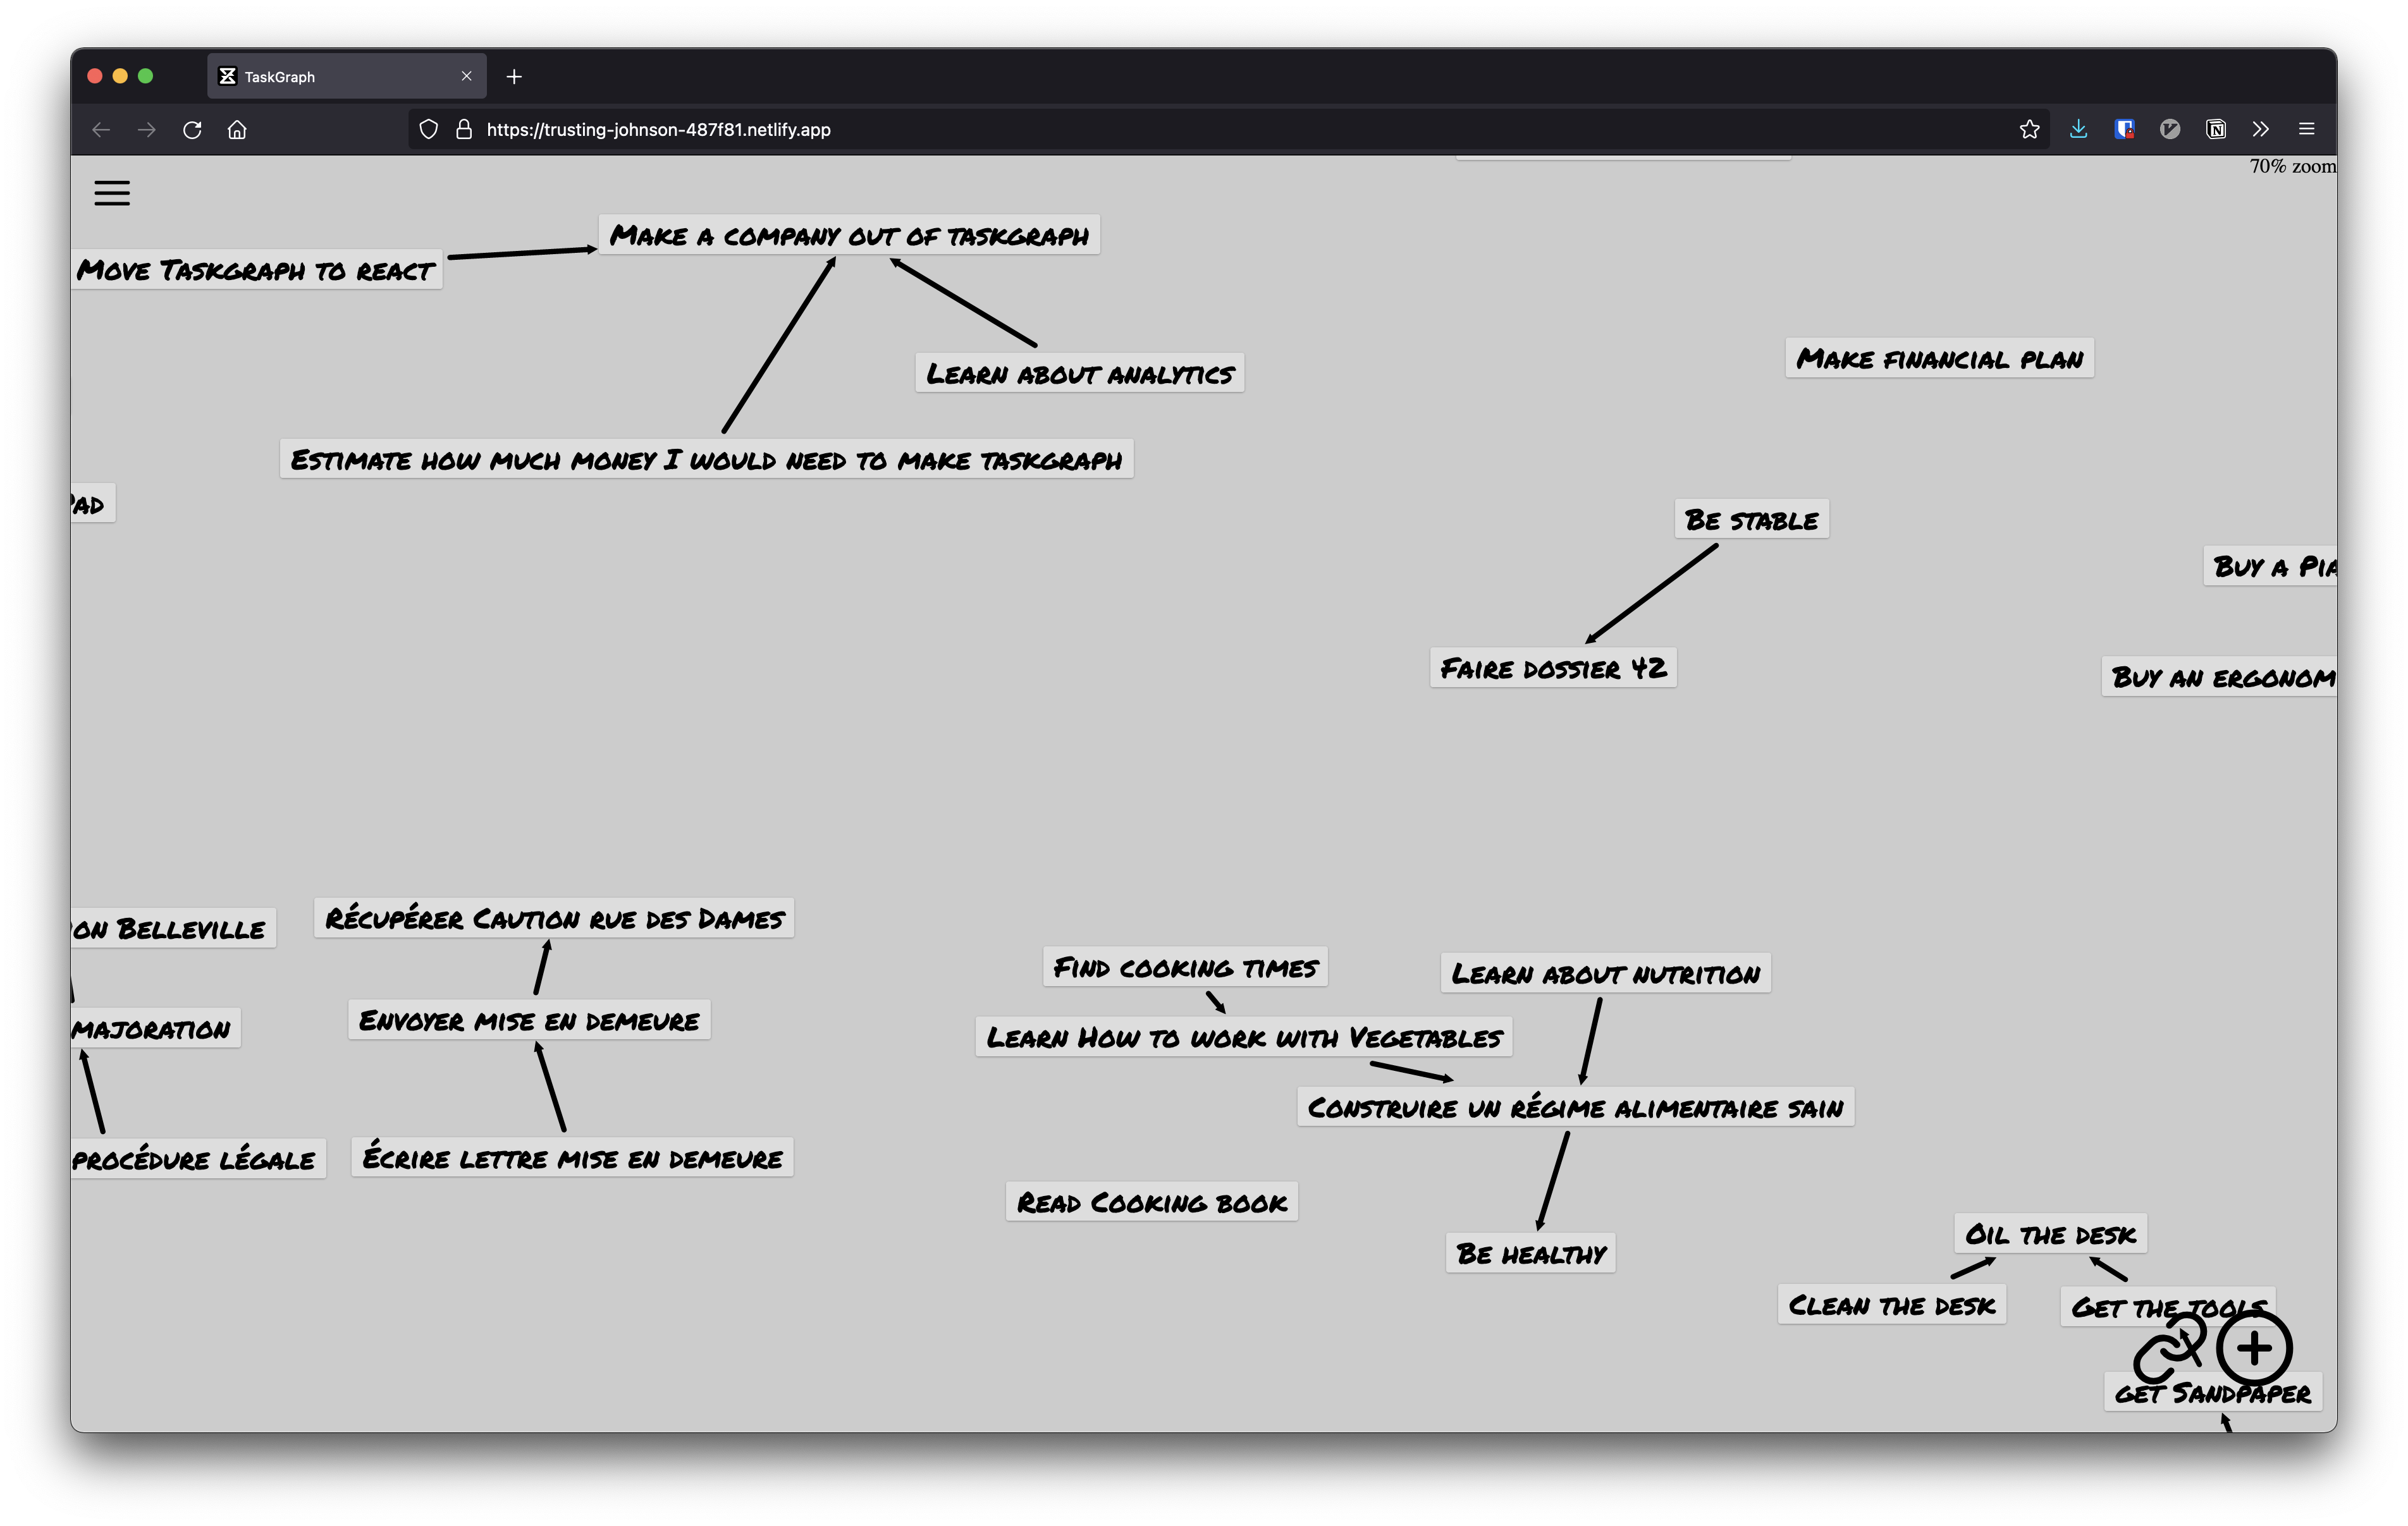 TaskGraph
https://trusting-johnson-487f81.netlify.app
70% zoom
Make a company out of taskgraph
Move Taskgraph to react
Learn about analytics
Make financial plan
Estimate how much money I would need to make taskgraph
Be stable
Buy a
Faire dossier 42
Buy an
Récupérer Caution rue des Dames
Belleville
Find cooking times
Learn about nutrition
Envoyer mise en demeure
majoration
Learn How to work with Vegetables
Construire un régime alimentaire sain
Écrire lettre mise en demeure
procédure légale
Read Cooking book
Oil the desk
Be healthy
Clean the desk
Get the tools
get Sandpaper